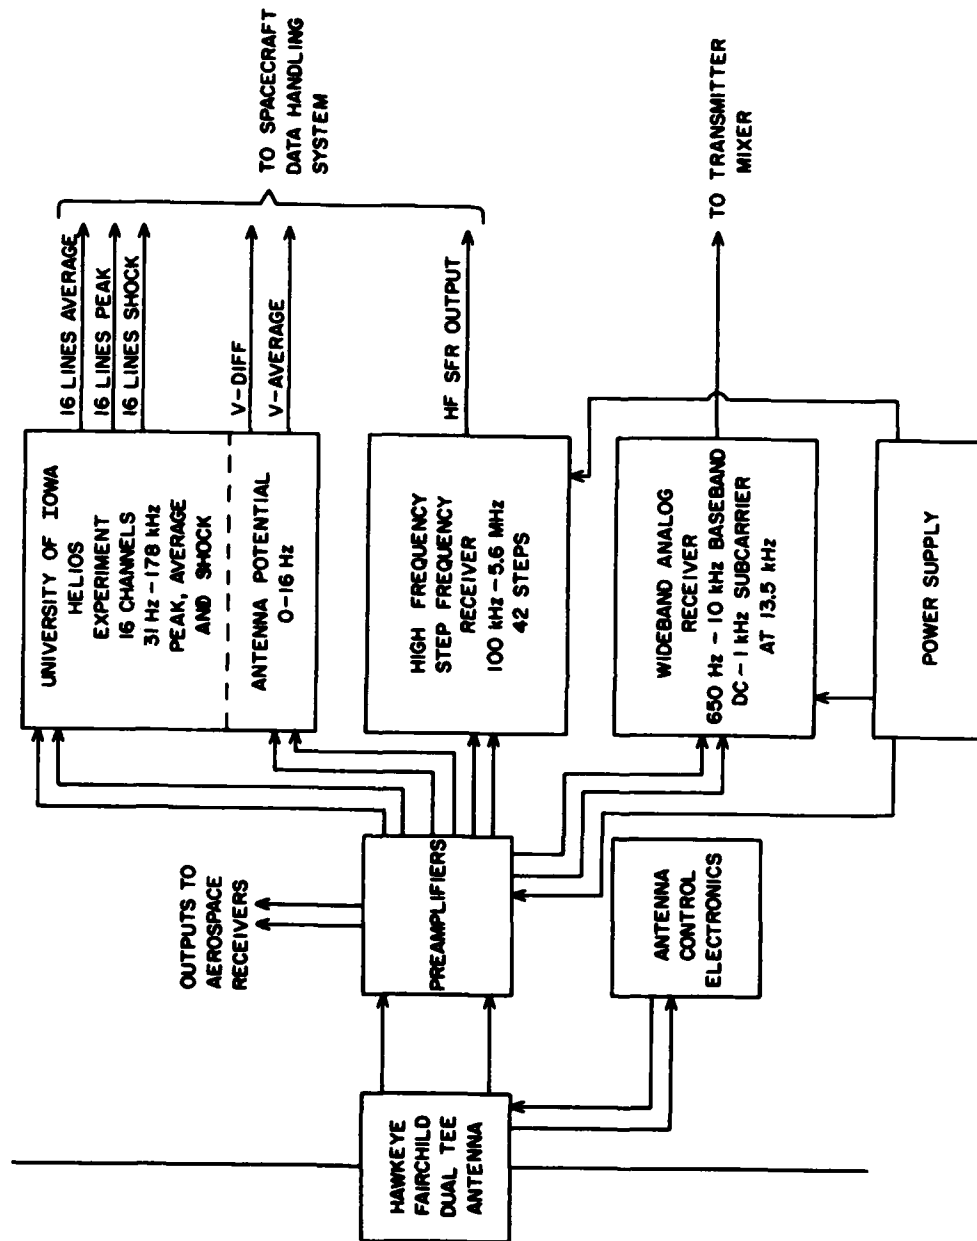 HAWKEYE
FAIRCHILD
DUAL TEE
ANTENNA
OUTPUTS TO
AEROSPACE
RECEIVERS
PREAMPLIFIERS
ANTENNA
CONTROL
ELECTRONICS
UNIVERSITY OF IOWA
HELIOS
EXPERIMENT
16 CHANNELS
31 Hz-178 kHz
PEAK, AVERAGE
AND SHOCK
ANTENNA POTENTIAL
0-16 Hz
HIGH FREQUENCY
STEP FREQUENCY
RECEIVER
100 kHz-5.6 MHz
42 STEPS
WIDEBAND ANALOG
RECEIVER
650 Hz-10 kHz BASEBAND
DC-1 kHz SUBCARRIER
AT 13.5 kHz
POWER SUPPLY
16 LINES AVERAGE
16 LINES PEAK
16 LINES SHOCK
V-DIFF
V-AVERAGE
HF SFR OUTPUT
TO SPACECRAFT
DATA HANDLING
SYSTEM
TO TRANSMITTER
MIXER